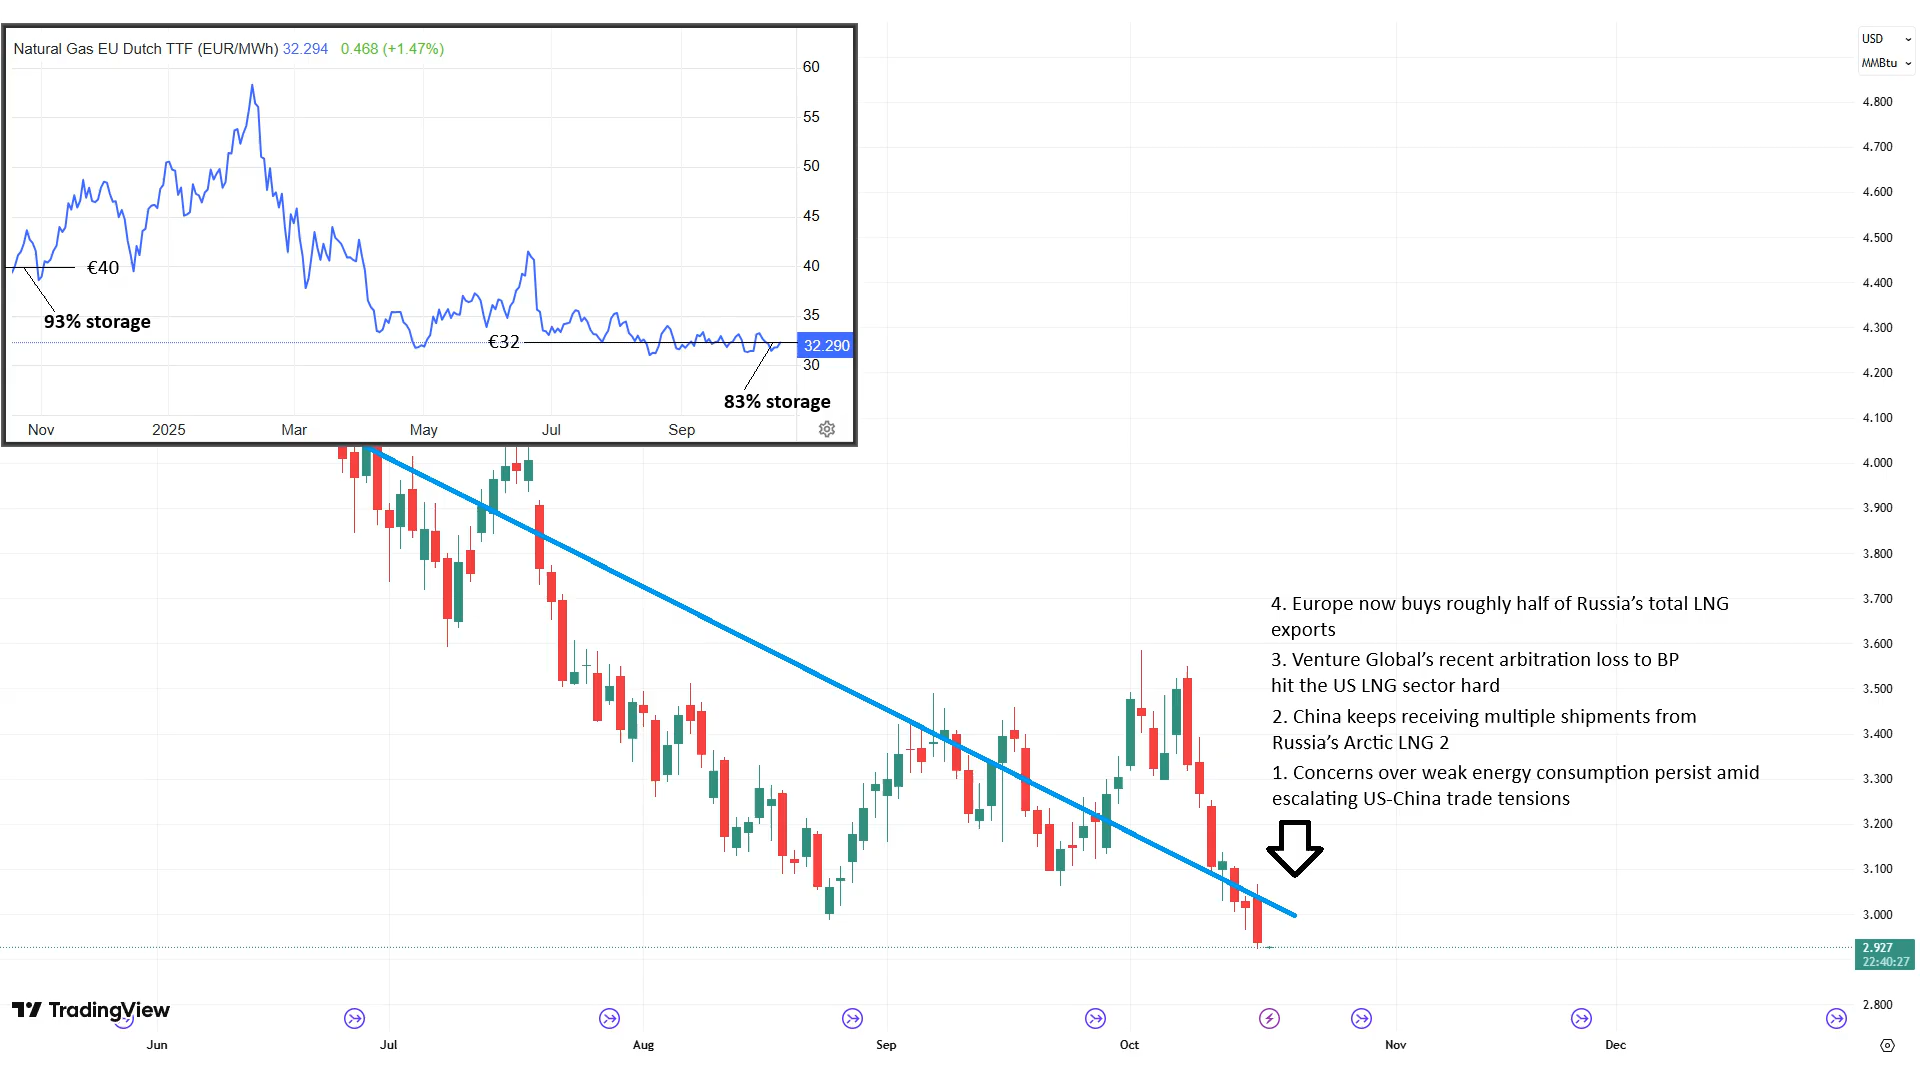 Natural Gas EU Dutch TTF (EUR/MWh) 32.294 0.468 (+1.47%)
60
55
50
45
40
35
32.290
30
€40
93% storage
€32
83% storage
Nov 2025 Mar May Jul Sep
USD
MMBtu
4.800
4.700
4.600
4.500
4.400
4.300
4.200
4.100
4.000
3.900
3.800
3.700
3.600
3.500
3.400
3.300
3.200
3.100
3.000
2.927
22:40:27
2.800
4. Europe now buys roughly half of Russia’s total LNG
exports
3. Venture Global’s recent arbitration loss to BP
hit the US LNG sector hard
2. China keeps receiving multiple shipments from
Russia’s Arctic LNG 2
1. Concerns over weak energy consumption persist amid
escalating US-China trade tensions
TradingView
Jun Jul Aug Sep Oct Nov Dec